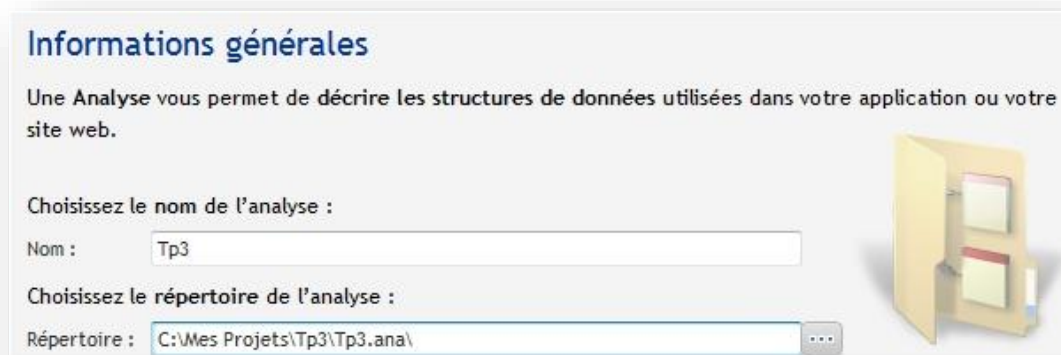 Informations générales
Une Analyse vous permet de décrire les structures de données utilisées dans votre application ou votre
site web.
Choisissez le nom de l'analyse :
Nom : Tp3
Choisissez le répertoire de l'analyse :
Répertoire : C:\Mes Projets\Tp3\Tp3.ana\ ...